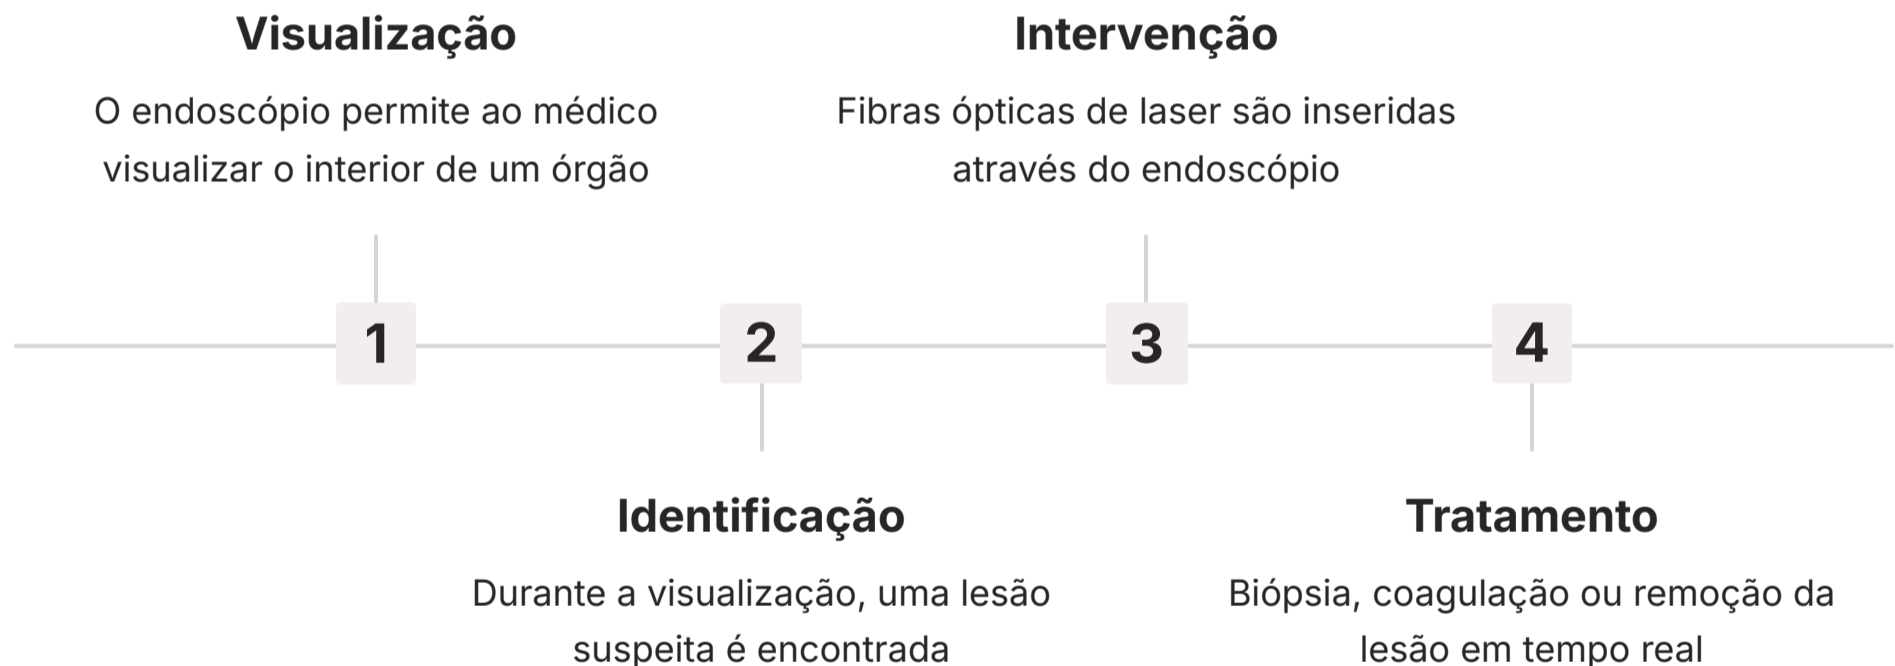 Visualização
O endoscópio permite ao médico
visualizar o interior de um órgão
Intervenção
Fibras ópticas de laser são inseridas
através do endoscópio
1
2
3
4
Identificação
Durante a visualização, uma lesão
suspeita é encontrada
Tratamento
Biópsia, coagulação ou remoção da
lesão em tempo real